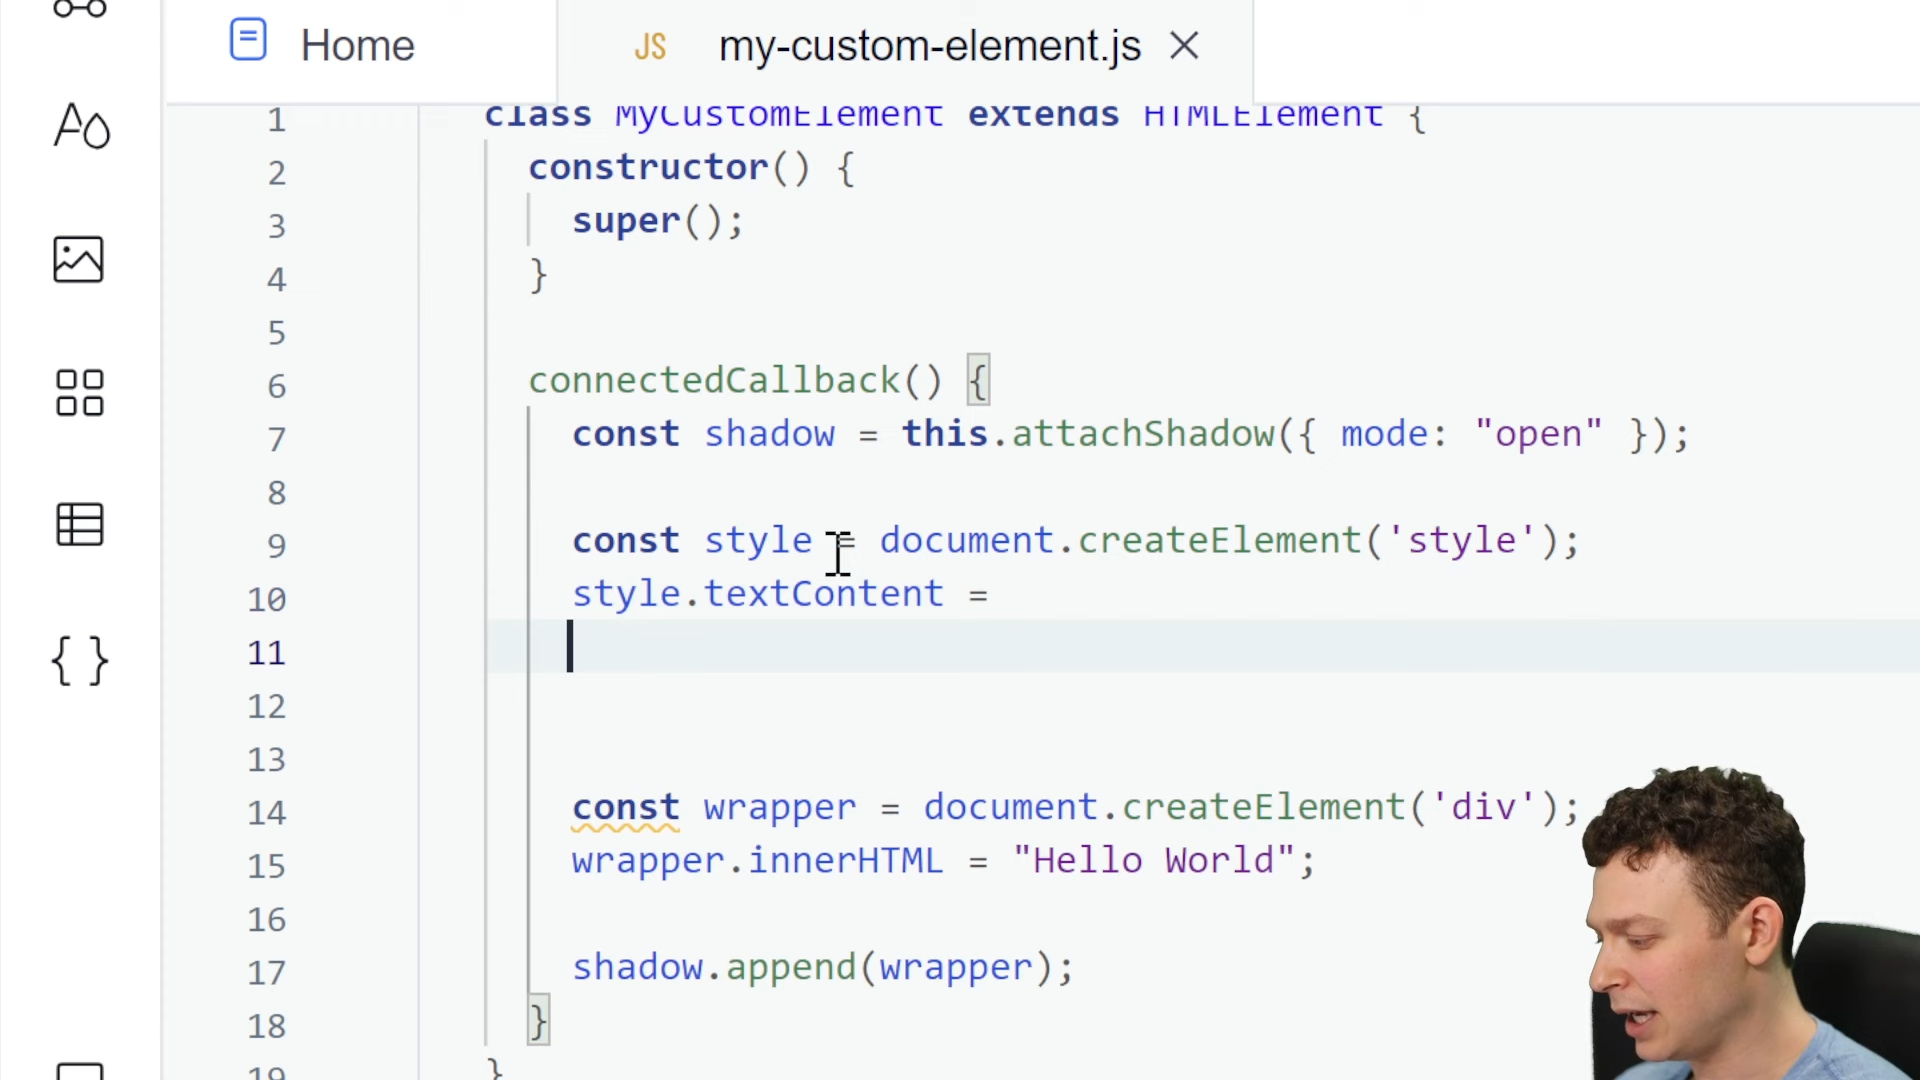 Home
JS my-custom-element.js
1 class MyCustomElement extends HTMLElement {
2 constructor() {
3 super();
4 }
5
6 connectedCallback() {
7 const shadow = this.attachShadow({ mode: "open" });
8
9 const style = document.createElement('style');
10 style.textContent =
11
12
13
14 const wrapper = document.createElement('div');
15 wrapper.innerHTML = "Hello World";
16
17 shadow.append(wrapper);
18 }
19 }